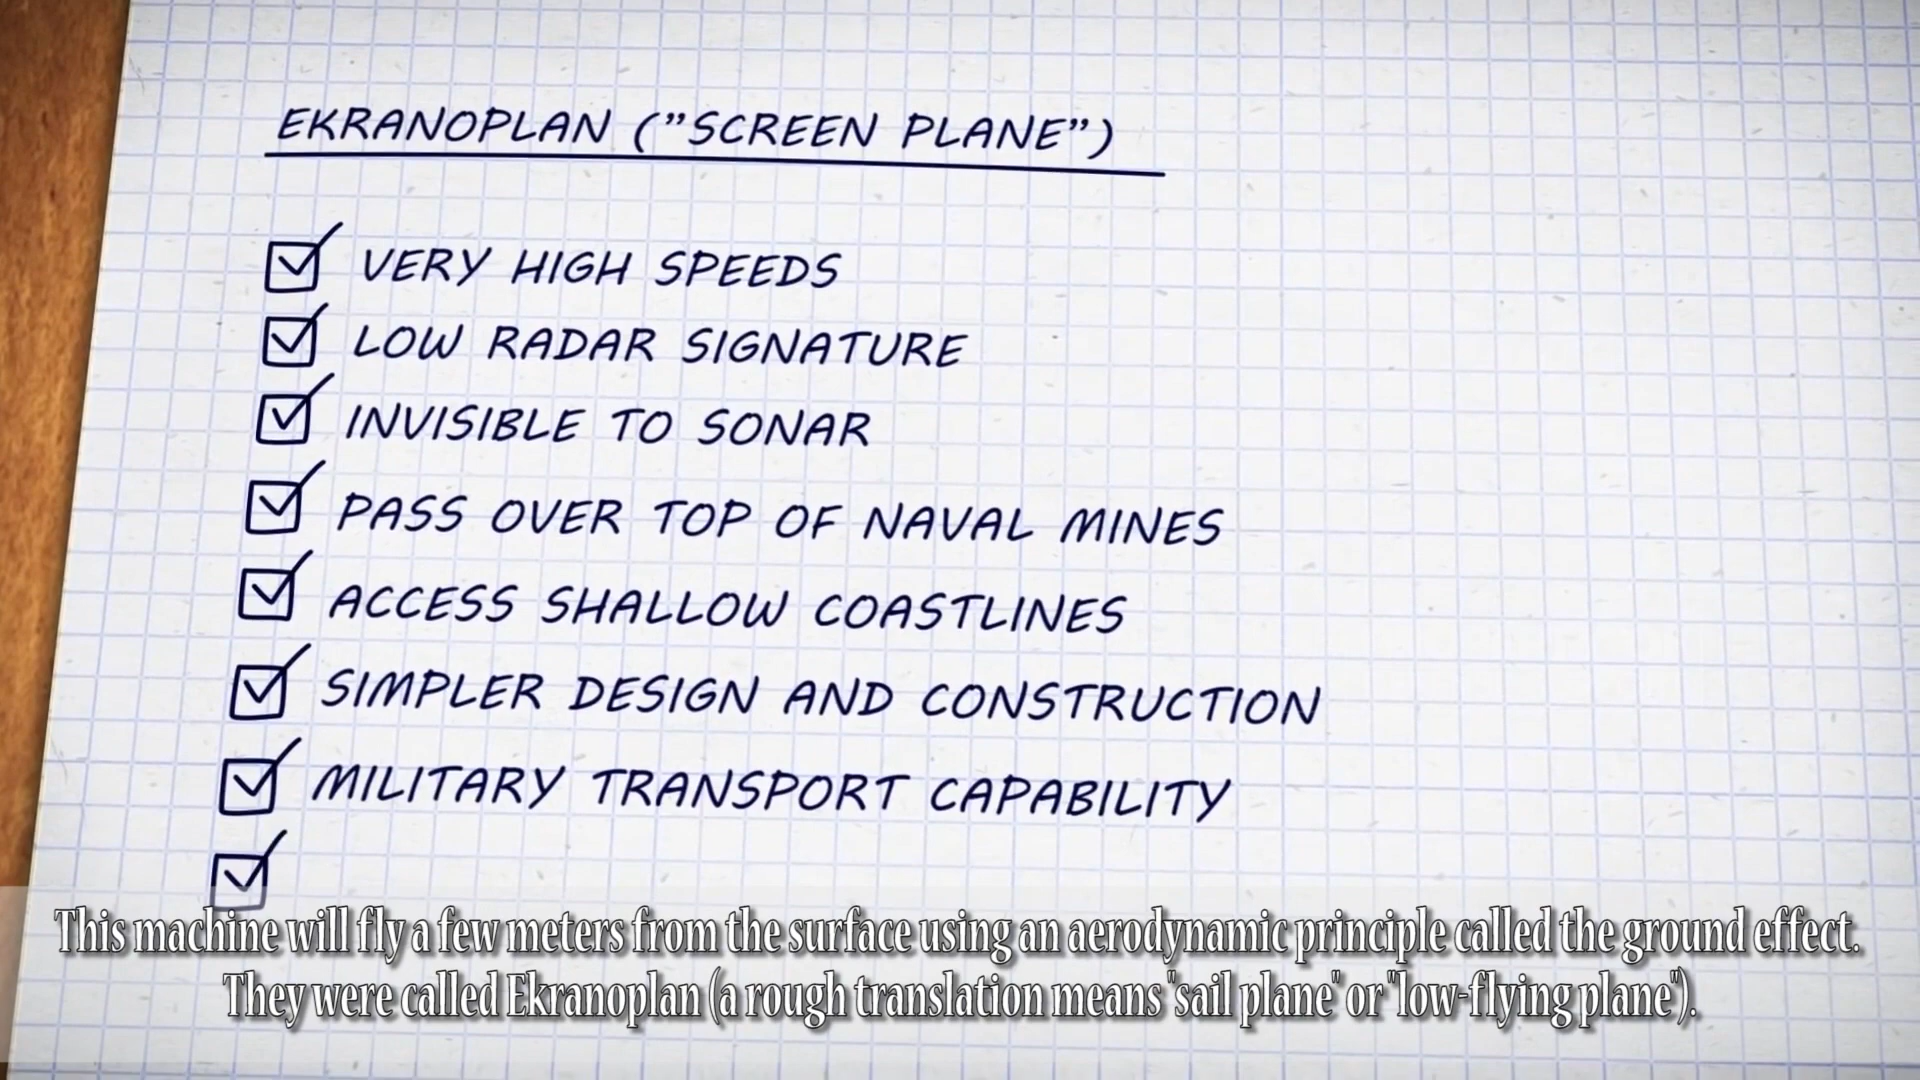 EKRANOPLAN ("SCREEN PLANE")
VERY HIGH SPEEDS
LOW RADAR SIGNATURE
INVISIBLE TO SONAR
PASS OVER TOP OF NAVAL MINES
ACCESS SHALLOW COASTLINES
SIMPLER DESIGN AND CONSTRUCTION
MILITARY TRANSPORT CAPABILITY
This machine will fly a few meters from the surface using an aerodynamic principle called the ground effect.
They were called Ekranoplan (a rough translation means "sail plane" or "low-flying plane").